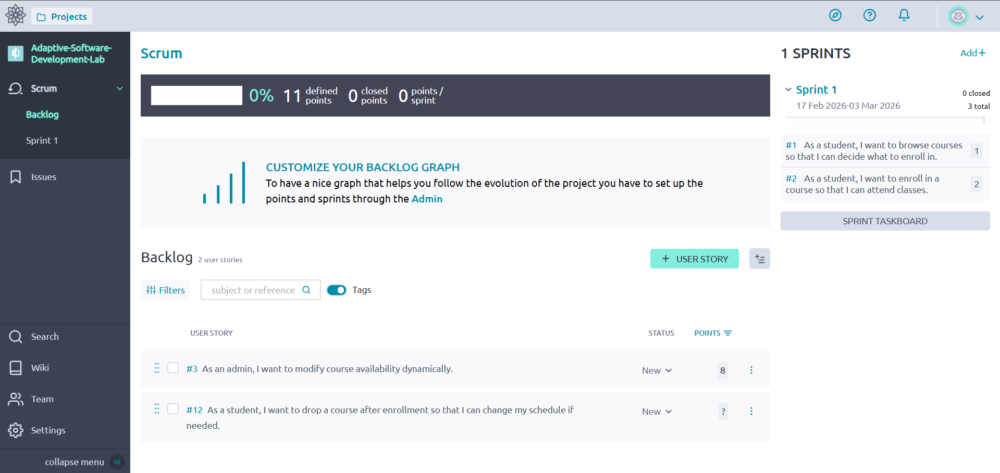 Projects
Adaptive-Software-
Development-Lab
Scrum
Backlog
Sprint 1
Issues
Search
Wiki
Team
Settings
collapse menu
Scrum
0% 11 defined points 0 closed points 0 points / sprint
CUSTOMIZE YOUR BACKLOG GRAPH
To have a nice graph that helps you follow the evolution of the project you have to set up the
points and sprints through the Admin
Backlog 2 user stories
+ USER STORY
Filters
subject or reference
Tags
USER STORY STATUS POINTS
#3 As an admin, I want to modify course availability dynamically. New 8
#12 As a student, I want to drop a course after enrollment so that I can change my schedule if
needed. New ?
1 SPRINTS Add+
Sprint 1 0 closed
17 Feb 2026-03 Mar 2026 3 total
#1 As a student, I want to browse courses
so that I can decide what to enroll in. 1
#2 As a student, I want to enroll in a
course so that I can attend classes. 2
SPRINT TASKBOARD